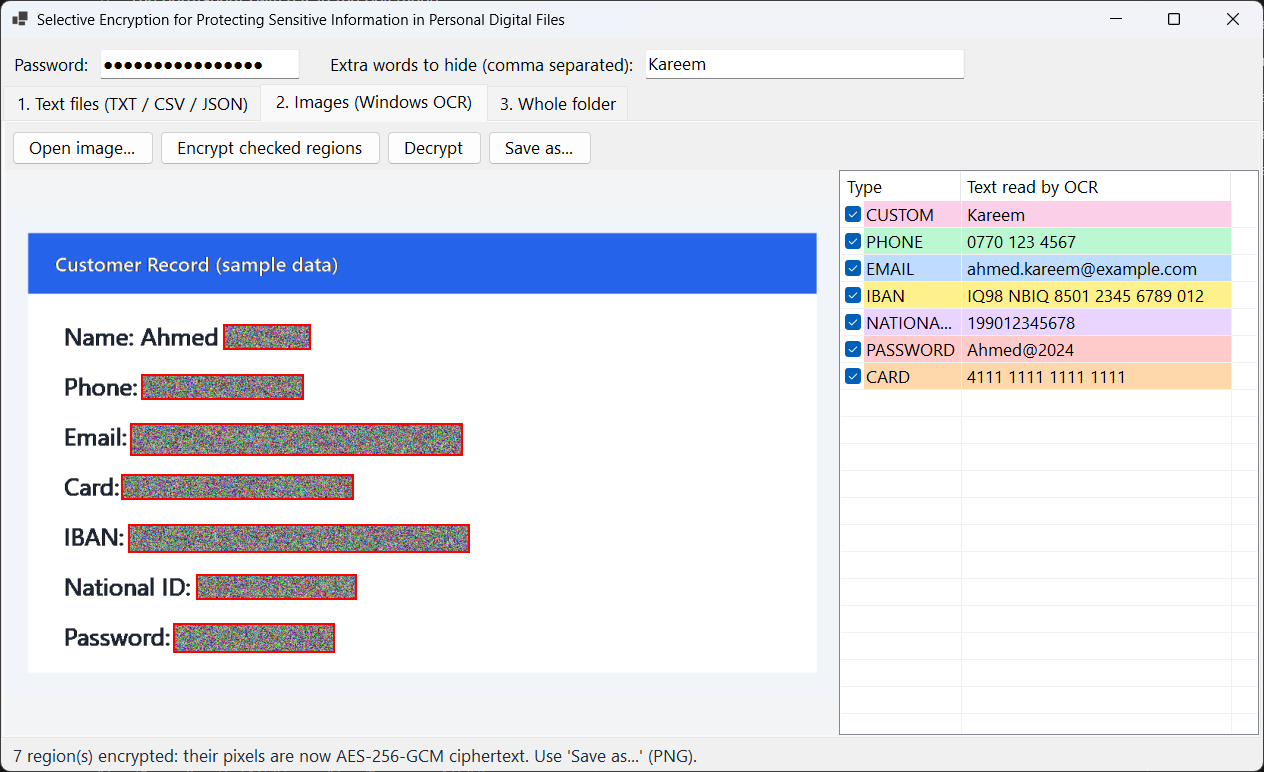 Selective Encryption for Protecting Sensitive Information in Personal Digital Files
Password: ●●●●●●●●●●●●●●●● Extra words to hide (comma separated): Kareem
1. Text files (TXT / CSV / JSON) 2. Images (Windows OCR) 3. Whole folder
Open image... Encrypt checked regions Decrypt Save as...
Customer Record (sample data)
Name: Ahmed
Phone:
Email:
Card:
IBAN:
National ID:
Password:
Type Text read by OCR
CUSTOM Kareem
PHONE 0770 123 4567
EMAIL ahmed.kareem@example.com
IBAN IQ98 NBIQ 8501 2345 6789 012
NATIONA... 199012345678
PASSWORD Ahmed@2024
CARD 4111 1111 1111 1111
7 region(s) encrypted: their pixels are now AES-256-GCM ciphertext. Use 'Save as...' (PNG).